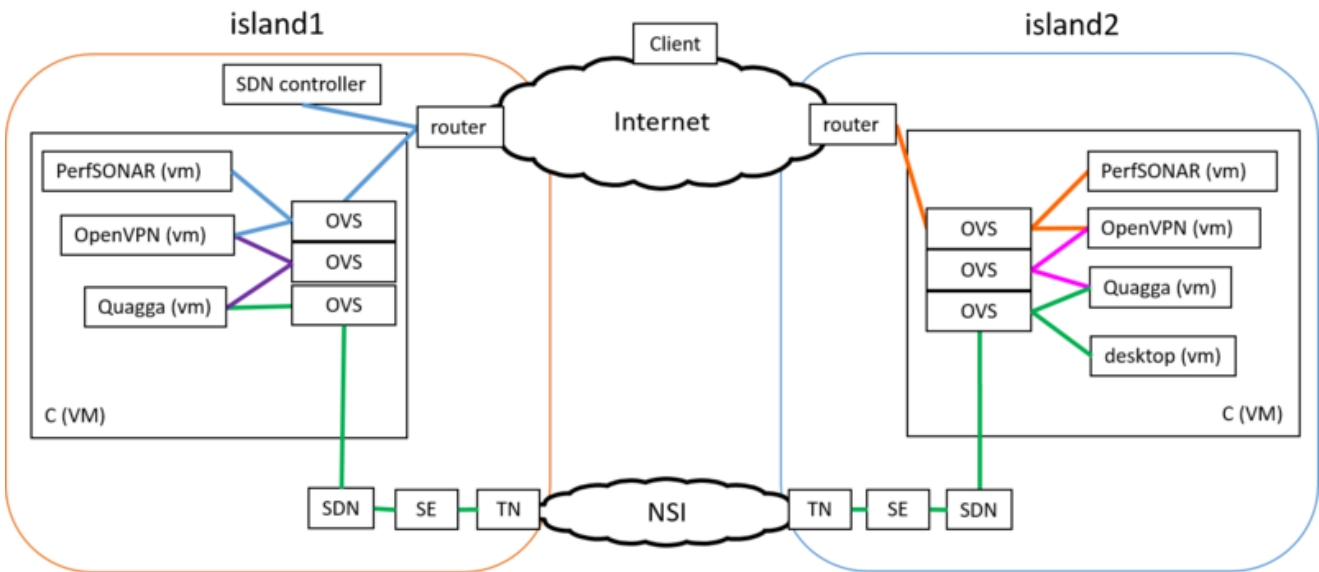 island1
island2
Client
SDN controller
router
Internet
router
PerfSONAR (vm)
OpenVPN (vm)
Quagga (vm)
OVS
OVS
OVS
C (VM)
OVS
OVS
OVS
PerfSONAR (vm)
OpenVPN (vm)
Quagga (vm)
desktop (vm)
C (VM)
SDN
SE
TN
NSI
TN
SE
SDN